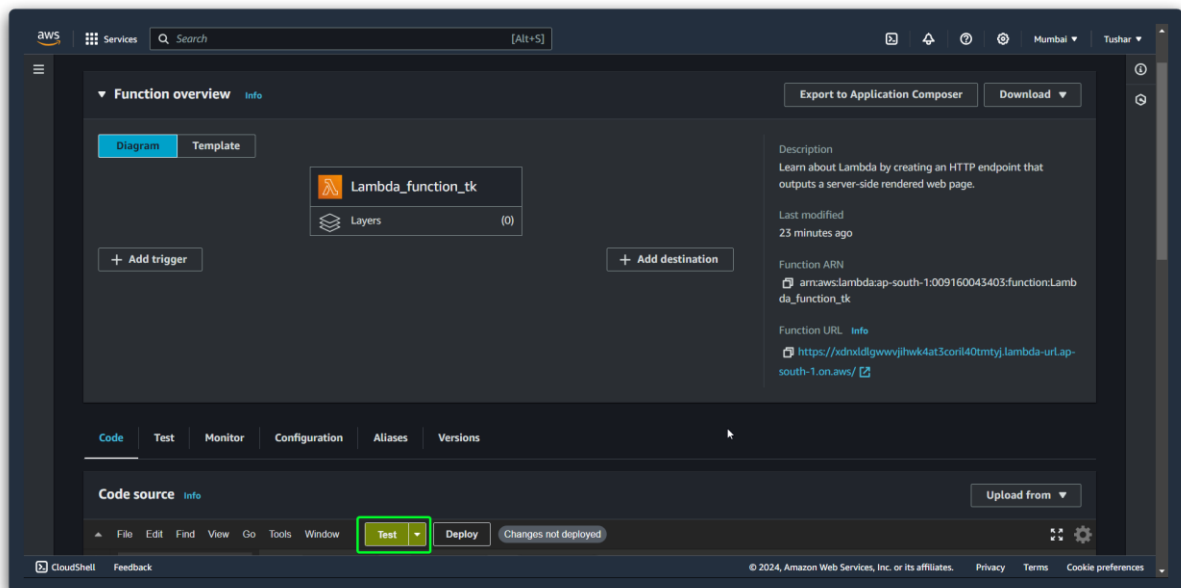 aws Services Search [Alt+S] Mumbai ▼ Tushar ▼
▼ Function overview Info
Export to Application Composer Download ▼
Diagram Template
Lambda_function_tk
Layers (0)
+ Add trigger
+ Add destination
Description
Learn about Lambda by creating an HTTP endpoint that
outputs a server-side rendered web page.
Last modified
23 minutes ago
Function ARN
arn:aws:lambda:ap-south-1:009160043403:function:Lamb
da_function_tk
Function URL Info
https://xdnxldlgwwvjihwk4at3coril40tmtyj.lambda-url.ap-
south-1.on.aws/
Code Test Monitor Configuration Aliases Versions
Code source Info
Upload from ▼
File Edit Find View Go Tools Window Test Deploy Changes not deployed
CloudShell Feedback © 2024, Amazon Web Services, Inc. or its affiliates. Privacy Terms Cookie preferences